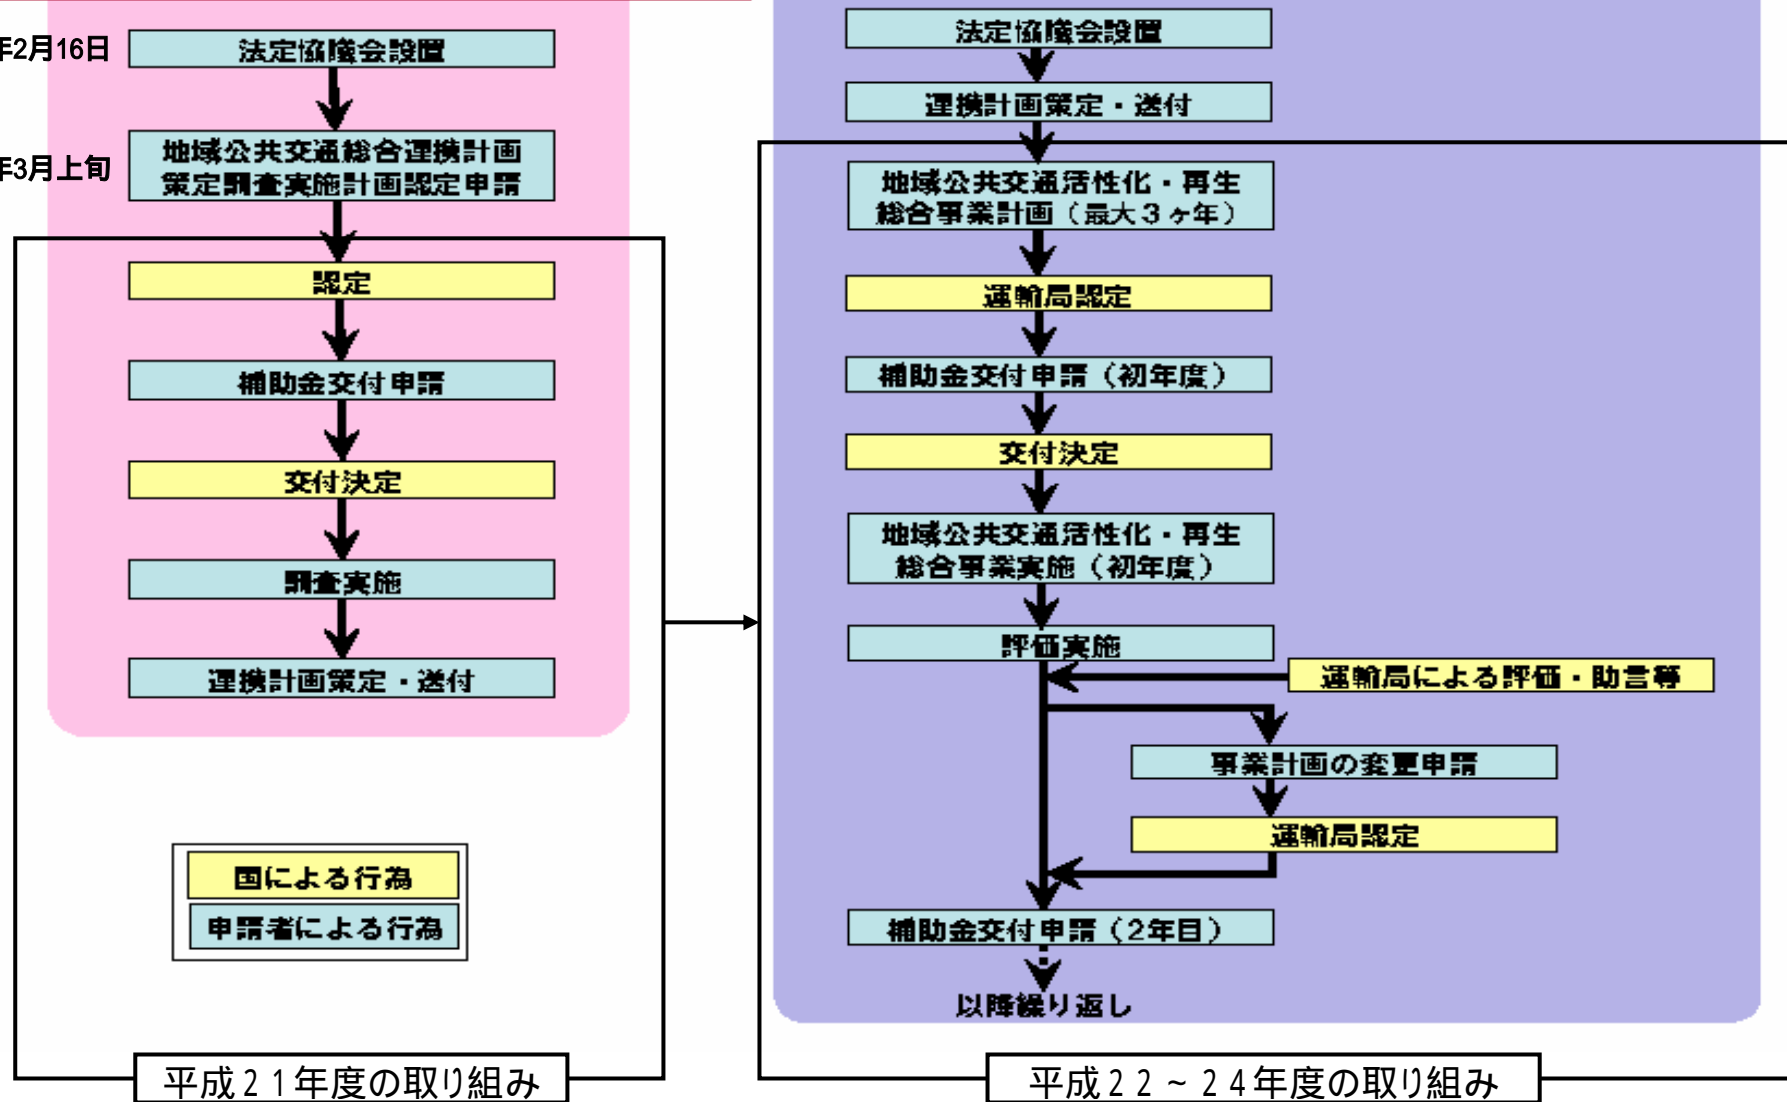 年2月16日
法定協議会設置
年3月上旬
地域公共交通総合連携計画
策定調査実施計画認定申請
認定
補助金交付申請
交付決定
調査実施
連携計画策定・送付
国による行為
申請者による行為
平成２１年度の取り組み
法定協議会設置
連携計画策定・送付
地域公共交通活性化・再生
総合事業計画（最大３ヶ年）
運輸局認定
補助金交付申請（初年度）
交付決定
地域公共交通活性化・再生
総合事業実施（初年度）
評価実施
運輸局による評価・助言等
事業計画の変更申請
運輸局認定
補助金交付申請（2年目）
以降繰り返し
平成２２～２４年度の取り組み